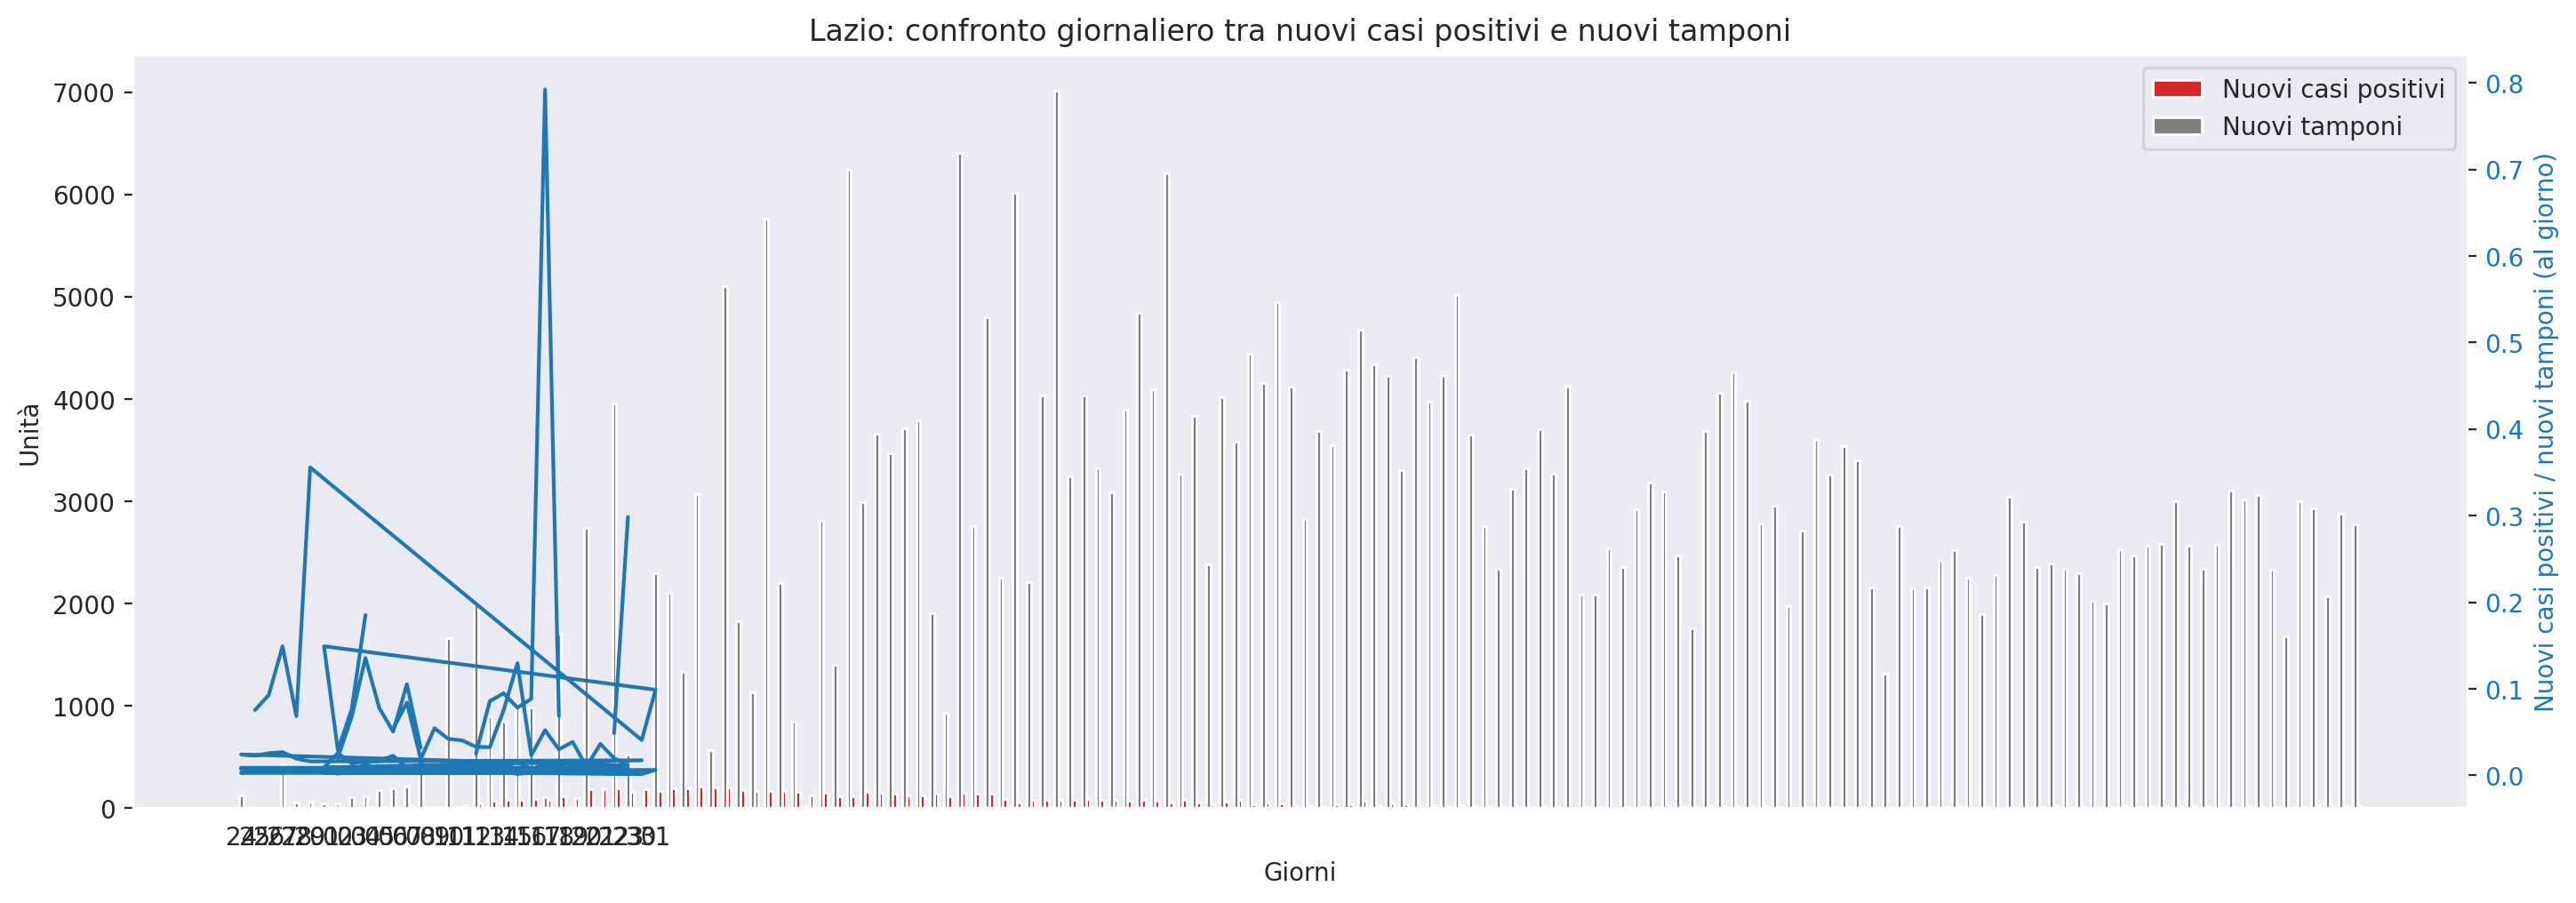 Lazio: confronto giornaliero tra nuovi casi positivi e nuovi tamponi
Nuovi casi positivi
Nuovi tamponi
Unità
7000
6000
5000
4000
3000
2000
1000
0
Nuovi casi positivi / nuovi tamponi (al giorno)
0.8
0.7
0.6
0.5
0.4
0.3
0.2
0.1
0.0
Giorni